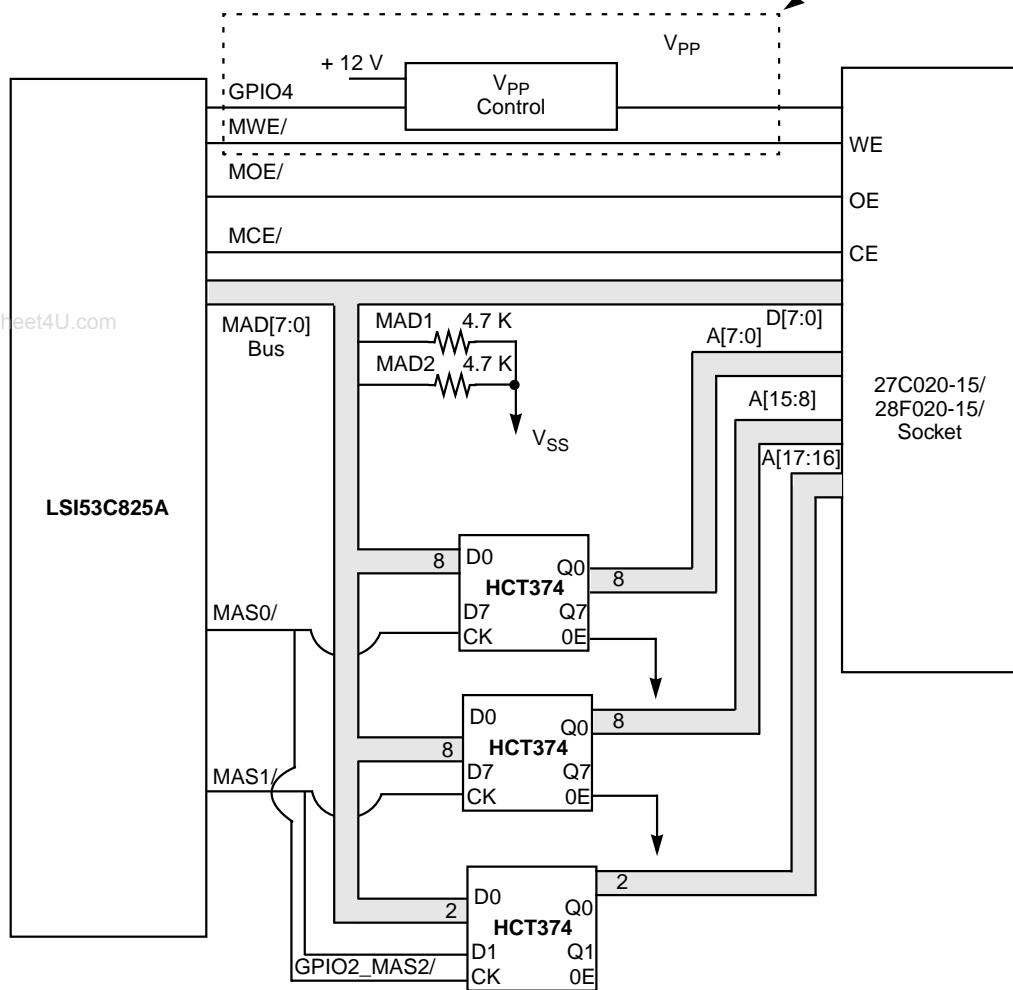 VPP
+ 12 V
VPP
Control
GPIO4
MWE/
WE
MOE/
OE
MCE/
CE
heet4U.com
MAD[7:0]
Bus
MAD1 4.7 K
MAD2 4.7 K
VSS
D[7:0]
A[7:0]
A[15:8]
A[17:16]
27C020-15/
28F020-15/
Socket
LSI53C825A
8
D0
Q0
8
HCT374
D7
Q7
MAS0/
CK
0E
D0
Q0
8
8
HCT374
D7
Q7
MAS1/
CK
0E
D0
2
2
Q0
HCT374
D1
Q1
GPIO2_MAS2/
CK
0E